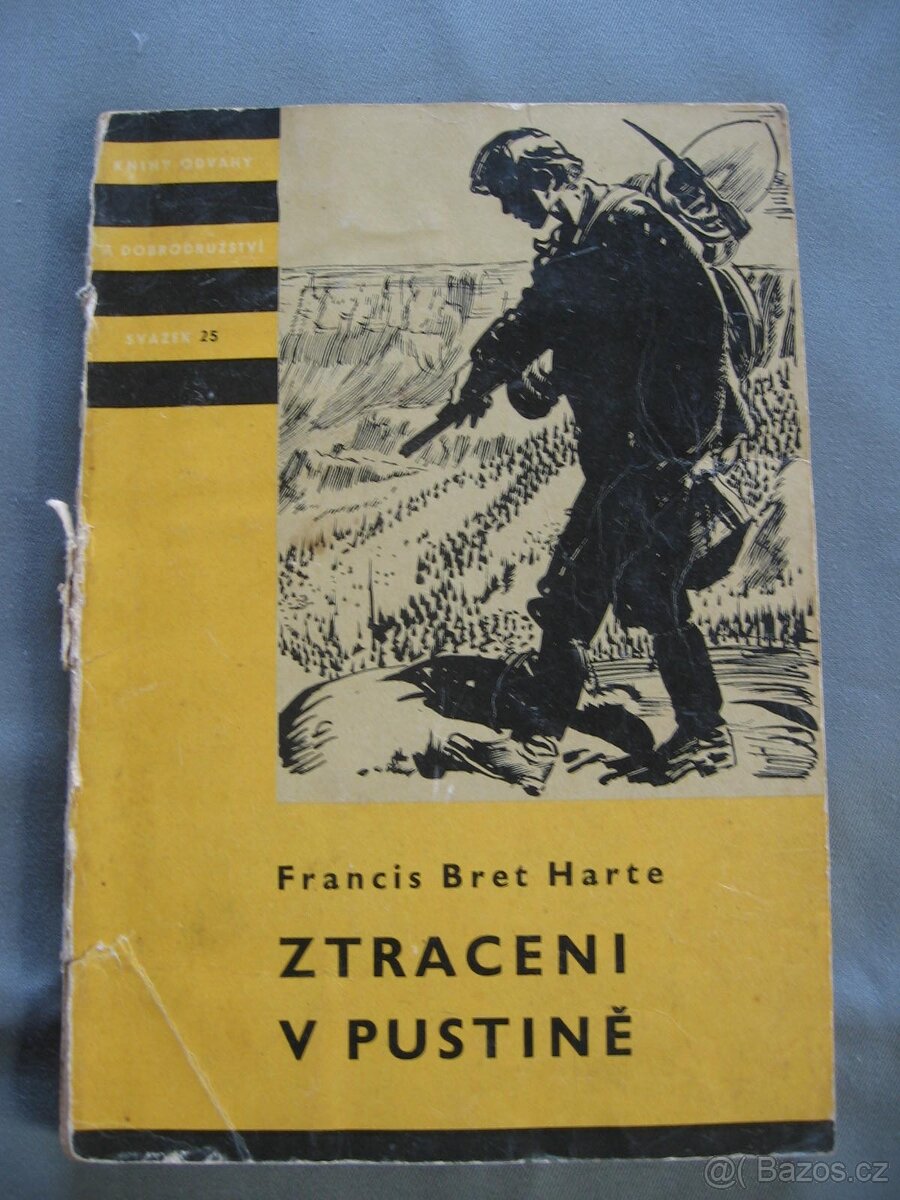 KNIHY ODVAHY
A DOBRODRUŽSTVÍ
SVAZEK 25
Francis Bret Harte
ZTRACENI
V PUSTINĚ
@( Bazos.cz